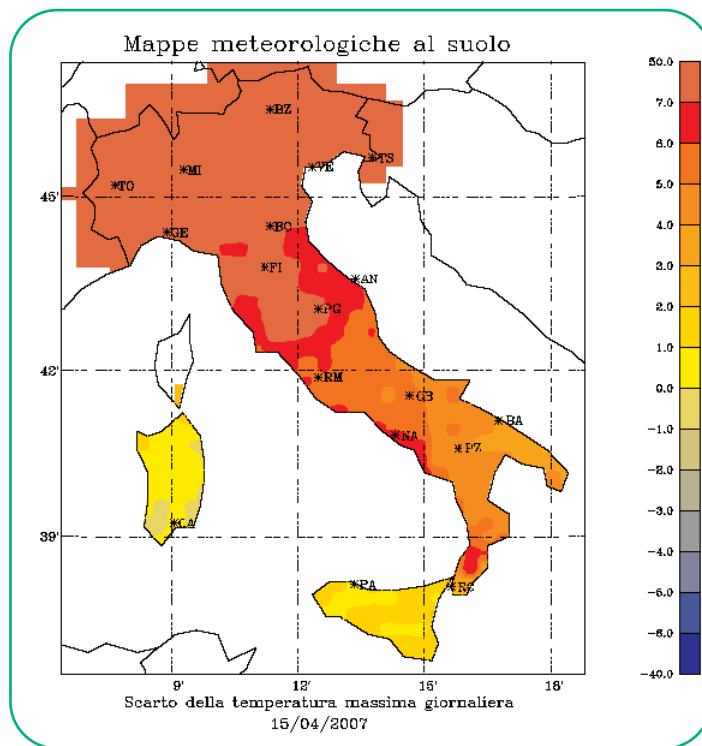 Mappe meteorologiche al suolo
50.0
7.0
6.0
5.0
4.0
3.0
2.0
1.0
0.0
-1.0
-2.0
-3.0
-4.0
-5.0
-6.0
-40.0
*BZ
*TS
*VE
*MI
*TO
45'
*BO
*GE
*FI
*AN
*PG
42'
*RM
*CB
*BA
*NA
*PZ
*CA
39'
*PA
*RC
9' 12' 15' 18'
Scarto della temperatura massima giornaliera
15/04/2007